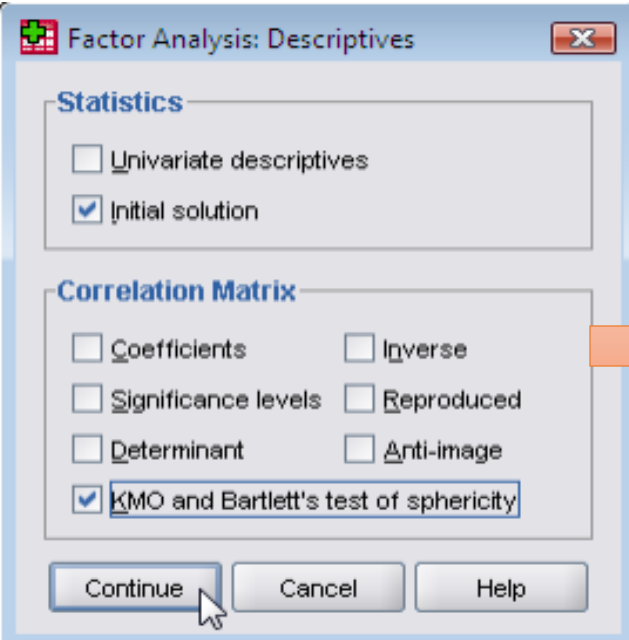 Factor Analysis: Descriptives
Statistics
Univariate descriptives
Initial solution
Correlation Matrix
Coefficients Inverse
Significance levels Reproduced
Determinant Anti-image
KMO and Bartlett's test of sphericity
Continue Cancel Help